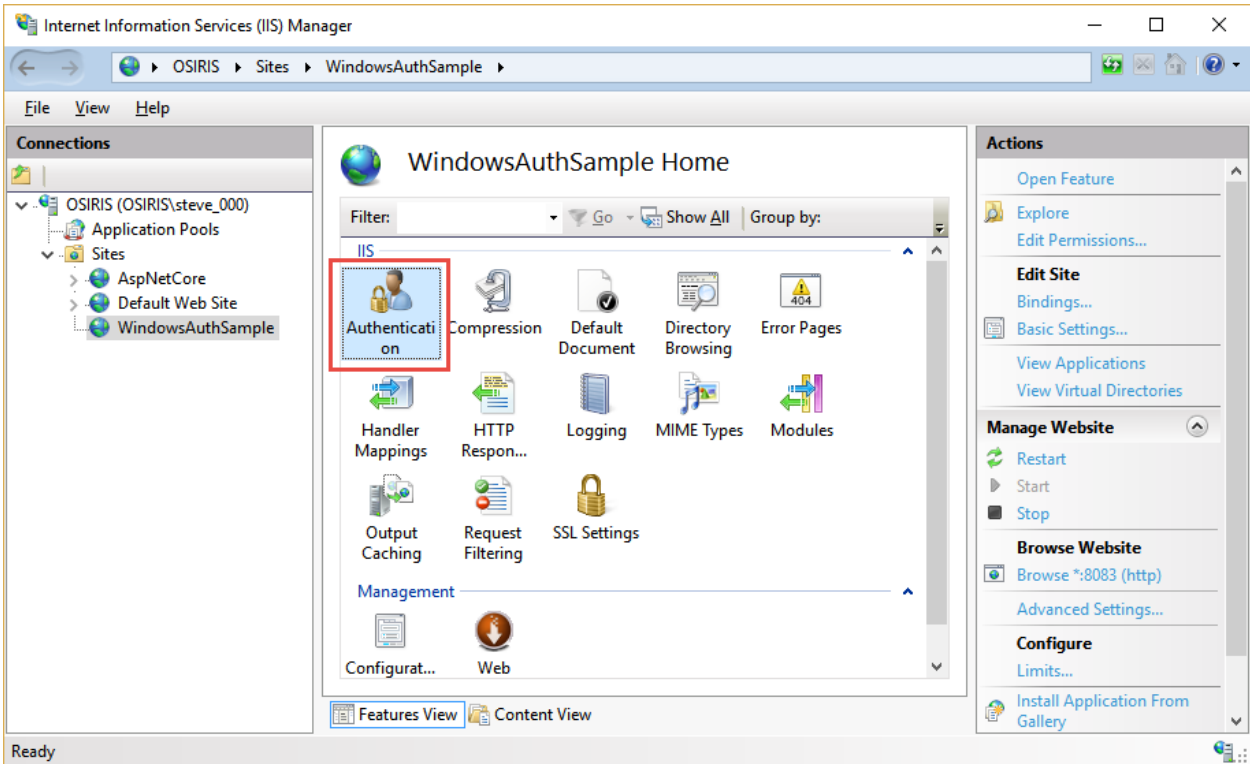 Internet Information Services (IIS) Manager
OSIRIS Sites WindowsAuthSample
File View Help
Connections
OSIRIS (OSIRIS\steve_000)
Application Pools
Sites
AspNetCore
Default Web Site
WindowsAuthSample
WindowsAuthSample Home
Filter: Go Show All Group by:
IIS
Authenticati
on
Compression
Default
Document
Directory
Browsing
404
Error Pages
Handler
Mappings
HTTP
Respon...
Logging
MIME Types
Modules
Output
Caching
Request
Filtering
SSL Settings
Management
Configurat...
Web
Features View Content View
Actions
Open Feature
Explore
Edit Permissions...
Edit Site
Bindings...
Basic Settings...
View Applications
View Virtual Directories
Manage Website
Restart
Start
Stop
Browse Website
Browse *:8083 (http)
Advanced Settings...
Configure
Limits...
Install Application From
Gallery
Ready